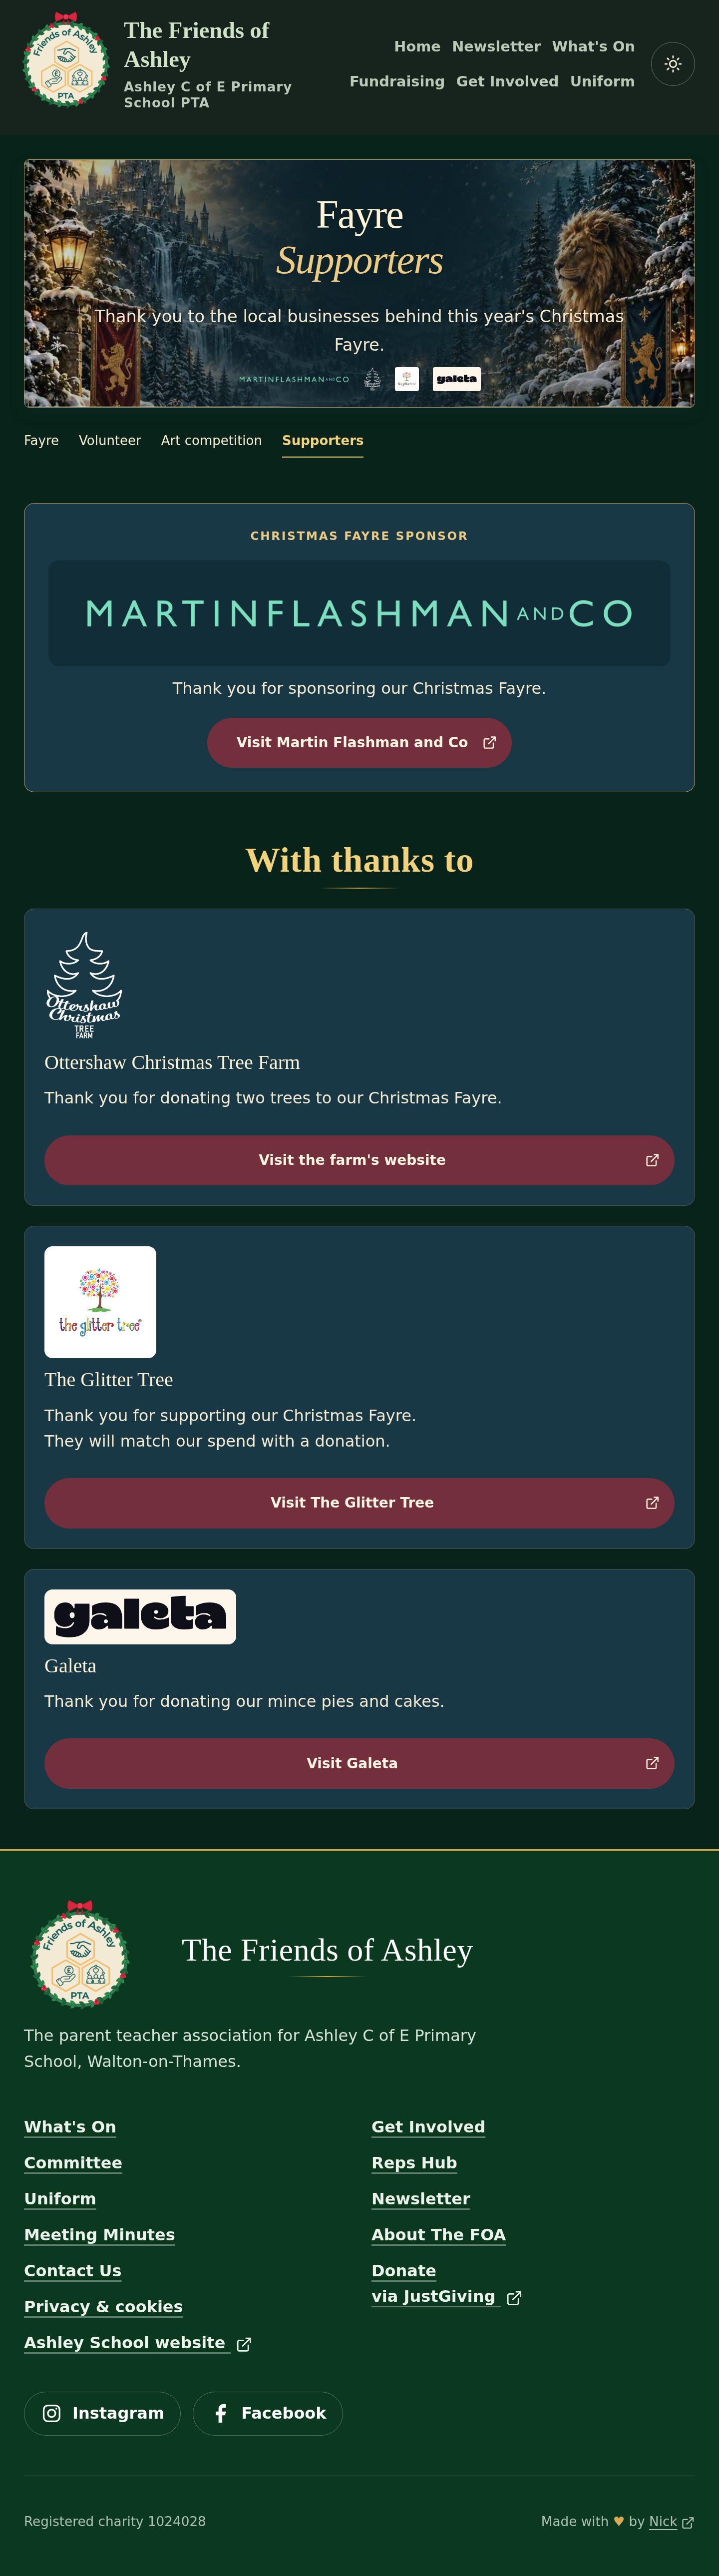 Friends of Ashley
PTA
The Friends of
Ashley
Ashley C of E Primary
School PTA
Home Newsletter What's On
Fundraising Get Involved Uniform
Fayre
Supporters
Thank you to the local businesses behind this year's Christmas
Fayre.
MARTINFLASHMANANDCO
galeta
Fayre Volunteer Art competition Supporters
CHRISTMAS FAYRE SPONSOR
MARTINFLASHMANANDCO
Thank you for sponsoring our Christmas Fayre.
Visit Martin Flashman and Co
With thanks to
Ottershaw
Christmas
TREE
FARM
Ottershaw Christmas Tree Farm
Thank you for donating two trees to our Christmas Fayre.
Visit the farm's website
the glitter tree
The Glitter Tree
Thank you for supporting our Christmas Fayre.
They will match our spend with a donation.
Visit The Glitter Tree
galeta
Galeta
Thank you for donating our mince pies and cakes.
Visit Galeta
Friends of Ashley
PTA
The Friends of Ashley
The parent teacher association for Ashley C of E Primary
School, Walton-on-Thames.
What's On
Committee
Uniform
Meeting Minutes
Contact Us
Privacy & cookies
Ashley School website
Get Involved
Reps Hub
Newsletter
About The FOA
Donate
via JustGiving
Instagram Facebook
Registered charity 1024028
Made with ♥ by Nick